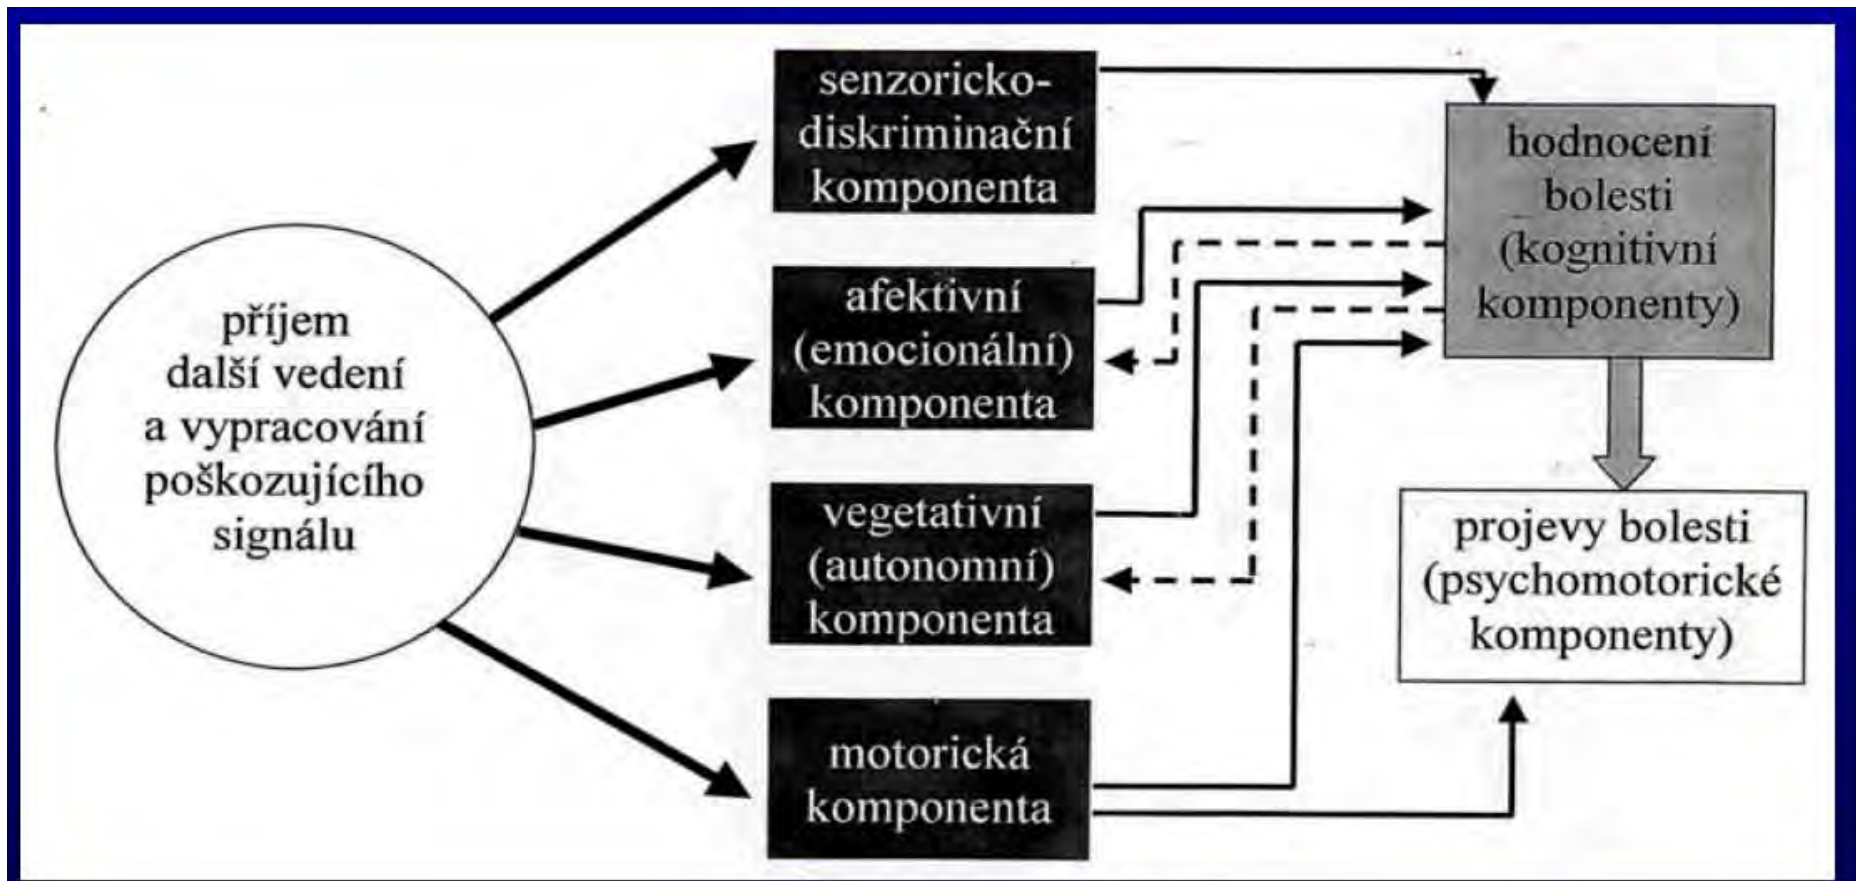 příjem
další vedení
a vypracování
poškozujícího
signálu
senzoricko-
diskriminační
komponenta
afektivní
(emocionální)
komponenta
vegetativní
(autonomní)
komponenta
motorická
komponenta
hodnocení
bolesti
(kognitivní
komponenty)
projevy bolesti
(psychomotorické
komponenty)